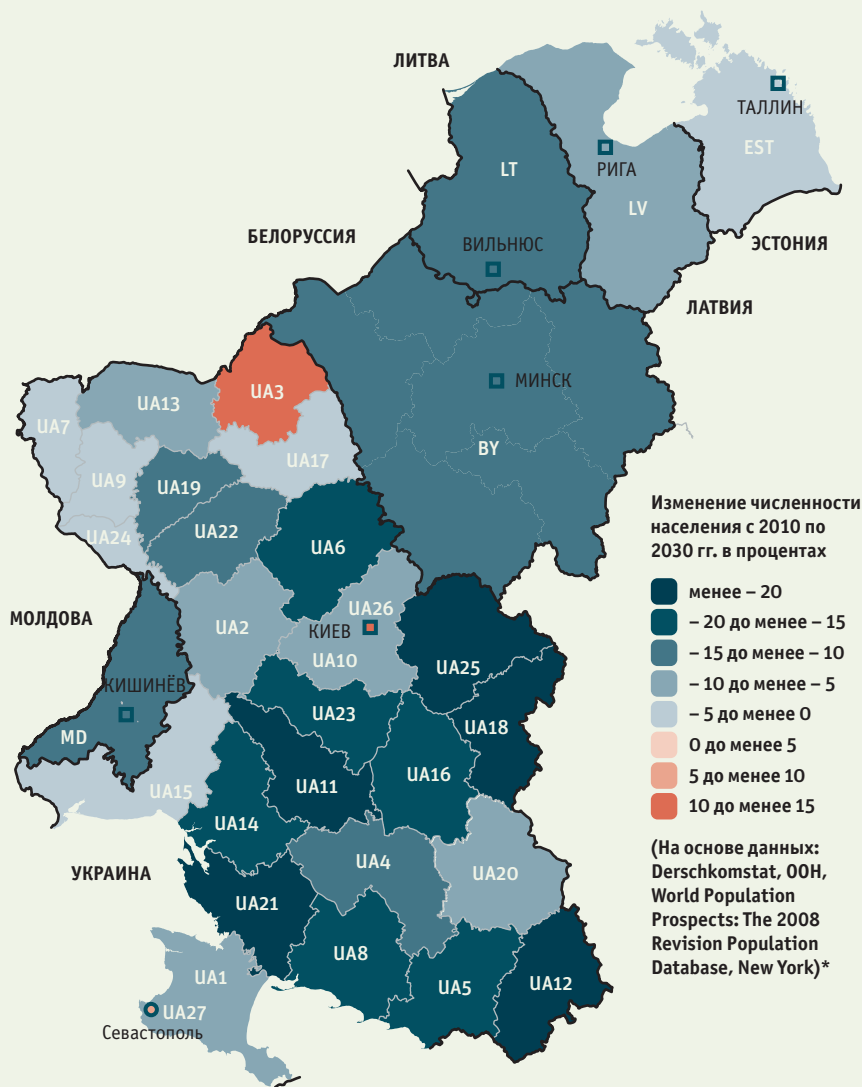 ЛИТВА
ТАЛЛИН
EST
LT
РИГА
LV
БЕЛОРУССИЯ
ВИЛЬНЮС
ЭСТОНИЯ
ЛАТВИЯ
UA3
МИНСК
UA13
UA7
UA17
BY
UA9
UA19
UA22
UA24
UA6
UA26
МОЛДОВА
UA2
КИЕВ
UA10
UA25
КИШИНЁВ
UA23
UA18
MD
UA16
UA11
UA15
UA14
УКРАИНА
UA4
UA20
UA21
UA8
UA1
UA5
UA12
UA27
Севастополь
Изменение численности
населения с 2010 по
2030 гг. в процентах
менее – 20
– 20 до менее – 15
– 15 до менее – 10
– 10 до менее – 5
– 5 до менее 0
0 до менее 5
5 до менее 10
10 до менее 15
(На основе данных:
Derschkomstat, ООН,
World Population
Prospects: The 2008
Revision Population
Database, New York)*